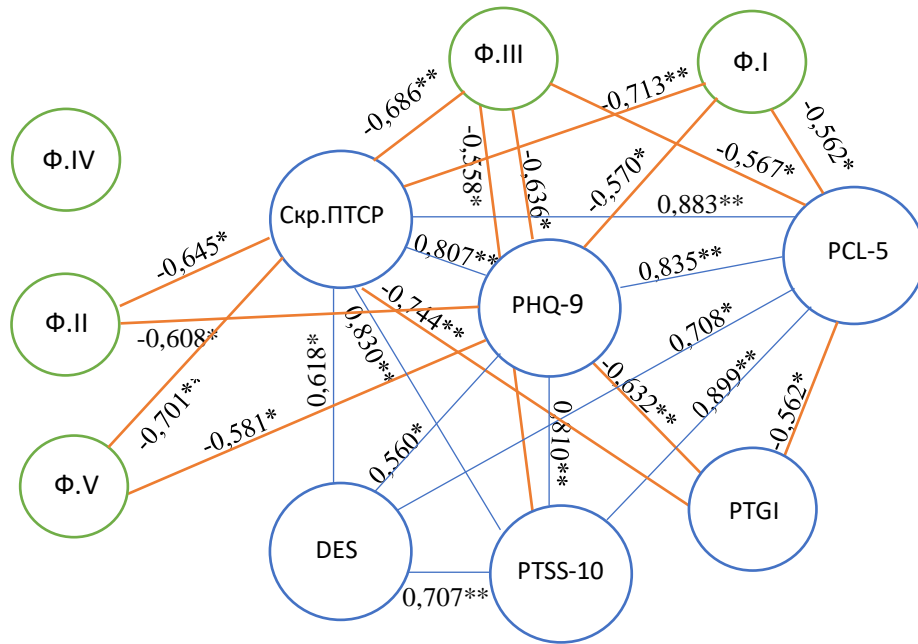 Ф.III
Ф.I
-0,686**
-0,713**
-0,562*
Ф.IV
-0,558*
-0,636*
-0,570*
-0,567*
Скр.ПТСР
0,883**
-0,645*
0,807**
0,835**
PCL-5
Ф.II
-0,608*
PHQ-9
-0,744**
0,708*
0,618*
0,830**
-0,701**
-0,581*
-0,632**
0,899**
-0,562*
0,560*
0,810**
Ф.V
PTGI
DES
PTSS-10
0,707**